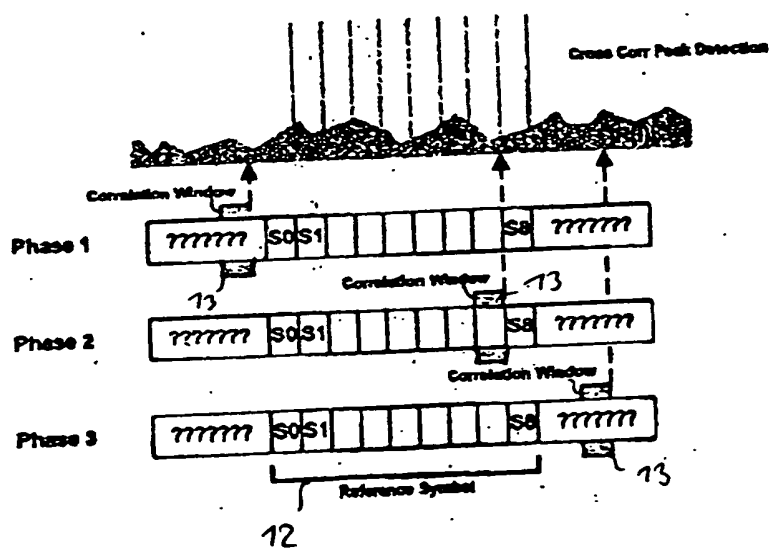 Cross Corr Peak Detection
Correlation Window
Phase 1
??????? S0 S1 S8 ???????
13
Correlation Window
13
Phase 2
??????? S0 S1 S8 ???????
Correlation Window
Phase 3
??????? S0 S1 S8 ???????
13
Reference Symbol
12